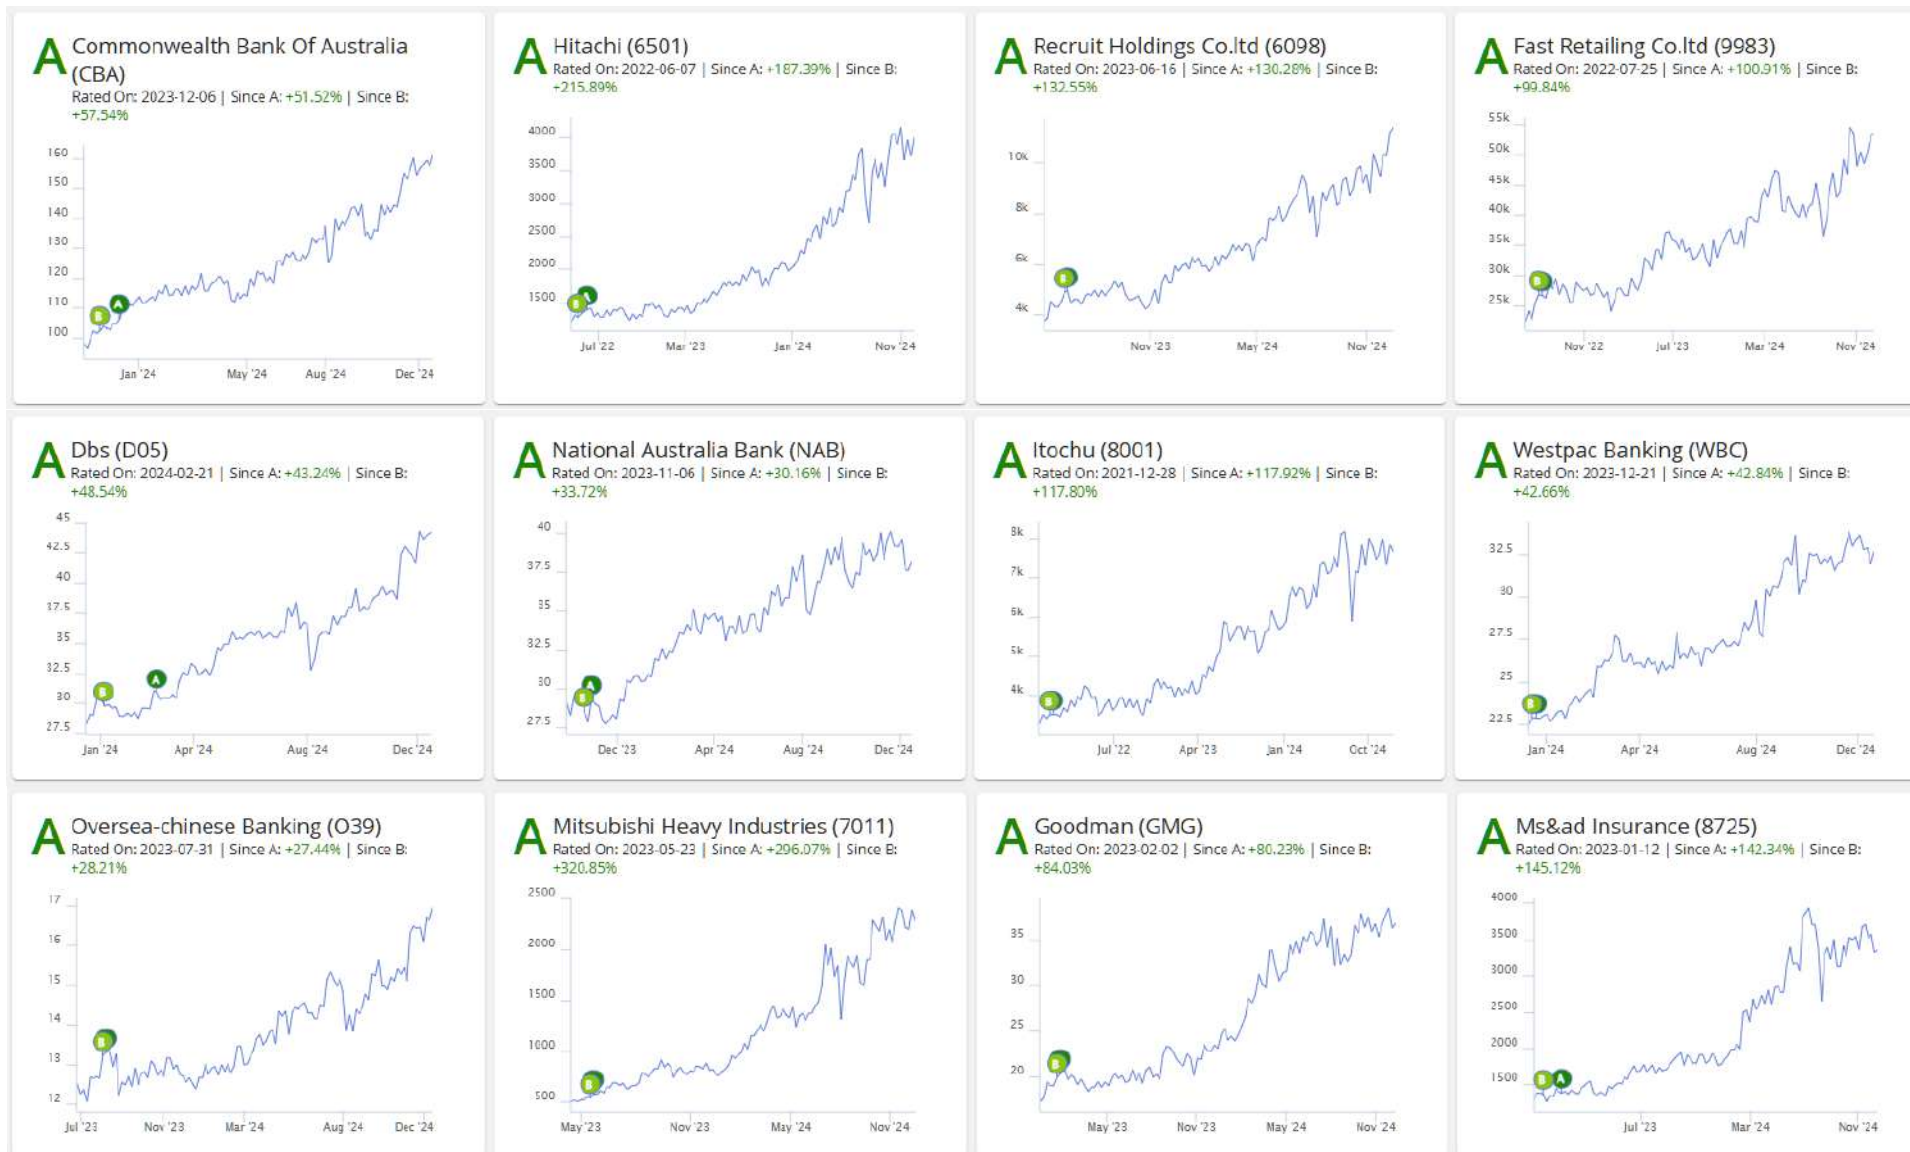 A Commonwealth Bank Of Australia
(CBA)
Rated On: 2023-12-06 | Since A: +51.52% | Since B:
+57.54%
160
150
140
130
120
110
100
B
A
Jan '24
May '24
Aug '24
Dec '24
A Hitachi (6501)
Rated On: 2022-06-07 | Since A: +187.39% | Since B:
+215.89%
4000
3500
3000
2500
2000
1500
B
A
Jul '22
Mar '23
Jan '24
Nov '24
A Recruit Holdings Co.ltd (6098)
Rated On: 2023-06-16 | Since A: +130.28% | Since B:
+132.55%
10k
8k
6k
4k
B
Nov '23
May '24
Nov '24
A Fast Retailing Co.ltd (9983)
Rated On: 2022-07-25 | Since A: +100.91% | Since B:
+99.84%
55k
50k
45k
40k
35k
30k
25k
B
Nov '22
Jul '23
Mar '24
Nov '24
A Dbs (D05)
Rated On: 2024-02-21 | Since A: +43.24% | Since B:
+48.54%
45
42.5
40
37.5
35
32.5
30
27.5
B
A
Jan '24
Apr '24
Aug '24
Dec '24
A National Australia Bank (NAB)
Rated On: 2023-11-06 | Since A: +30.16% | Since B:
+33.72%
40
37.5
35
32.5
30
27.5
B
A
Dec '23
Apr '24
Aug '24
Dec '24
A Itochu (8001)
Rated On: 2021-12-28 | Since A: +117.92% | Since B:
+117.80%
8k
7k
6k
5k
4k
B
Jul '22
Apr '23
Jan '24
Oct '24
A Westpac Banking (WBC)
Rated On: 2023-12-21 | Since A: +42.84% | Since B:
+42.66%
32.5
30
27.5
25
22.5
B
Jan '24
Apr '24
Aug '24
Dec '24
A Oversea-chinese Banking (O39)
Rated On: 2023-07-31 | Since A: +27.44% | Since B:
+28.21%
17
16
15
14
13
12
B
Jul '23
Nov '23
Mar '24
Aug '24
Dec '24
A Mitsubishi Heavy Industries (7011)
Rated On: 2023-05-23 | Since A: +296.07% | Since B:
+320.85%
2500
2000
1500
1000
500
B
May '23
Nov '23
May '24
Nov '24
A Goodman (GMG)
Rated On: 2023-02-02 | Since A: +80.23% | Since B:
+84.03%
35
30
25
20
B
May '23
Nov '23
May '24
Nov '24
A Ms&ad Insurance (8725)
Rated On: 2023-01-12 | Since A: +142.34% | Since B:
+145.12%
4000
3500
3000
2500
2000
1500
B
A
Jul '23
Mar '24
Nov '24